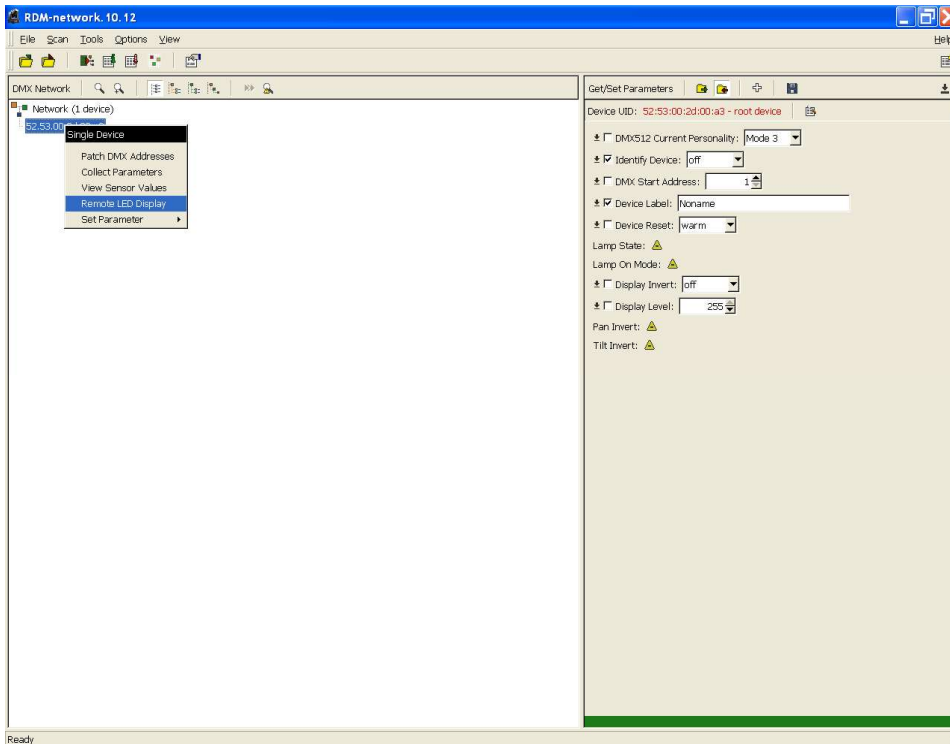 RDM-network. 10. 12
File Scan Tools Options View Help
DMX Network
Get/Set Parameters
Network (1 device)
Device UID: 52:53:00:2d:00:a3 - root device
Single Device
Patch DMX Addresses
Collect Parameters
View Sensor Values
Remote LED Display
Set Parameter
DMX512 Current Personality: Mode 3
Identify Device: off
DMX Start Address: 1
Device Label: Noname
Device Reset: warm
Lamp State:
Lamp On Mode:
Display Invert: off
Display Level: 255
Pan Invert:
Tilt Invert:
Ready